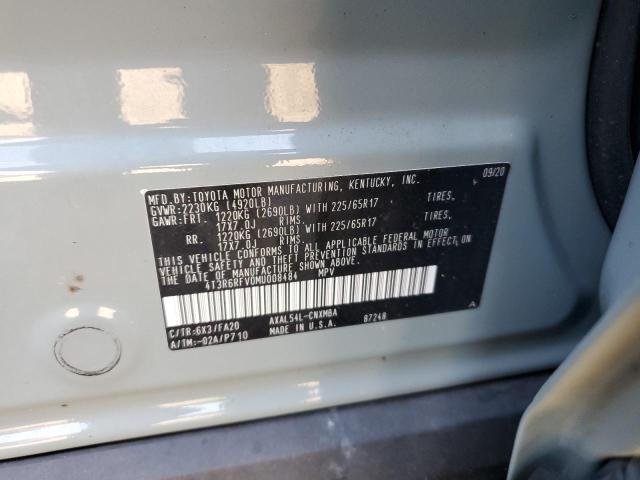 MFD. BY: TOYOTA MOTOR MANUFACTURING, KENTUCKY, INC. 09/20
GVWR: 2230KG (4920LB)
GAWR: FRT. 1220KG (2690LB) WITH 225/65R17 TIRES.
17X7.0J RIMS.
RR. 1220KG (2690LB) WITH 225/65R17 TIRES.
17X7.0J RIMS.
THIS VEHICLE CONFORMS TO ALL APPLICABLE FEDERAL MOTOR
VEHICLE SAFETY AND THEFT PREVENTION STANDARDS IN EFFECT ON
THE DATE OF MANUFACTURE SHOWN ABOVE.
4T3R6RFV0MU008484 MPV
C/TR: 6X3/FA20 AXAL54L-CNXMBA 87248 A
A/TM: -02A/P710 MADE IN U.S.A.